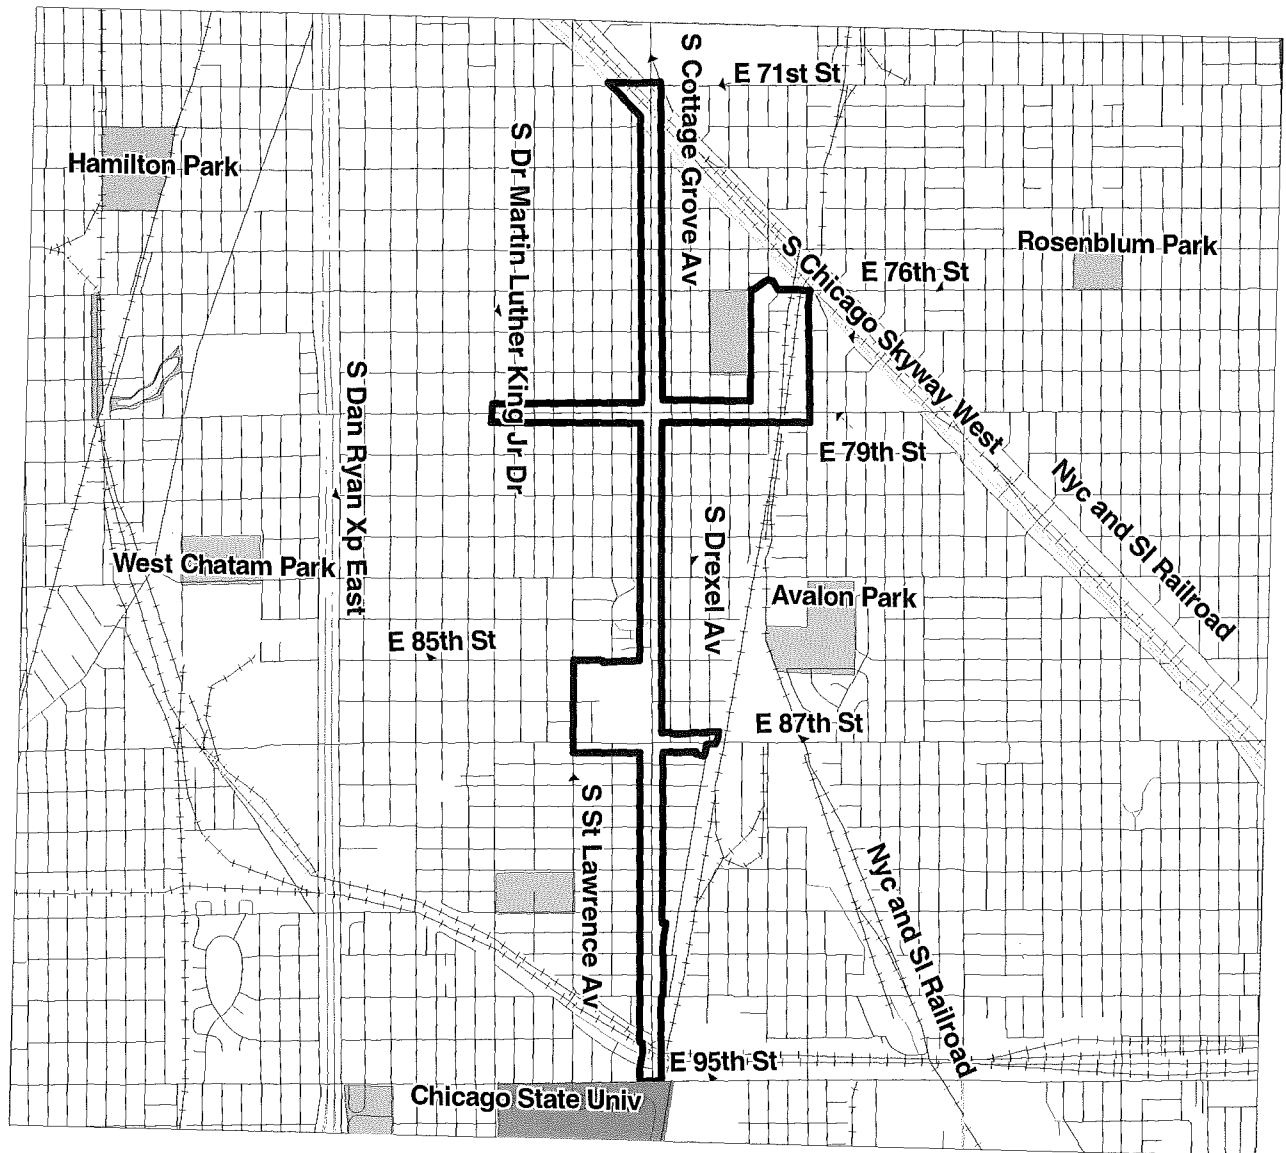 E 71st St
S Cottage Grove Av
S Dr Martin Luther King Jr Dr
Hamilton Park
Rosenblum Park
S Chicago Skyway West
E 76th St
S Dan Ryan Xp East
E 79th St
Nyc and Sl Railroad
S Drexel Av
West Chatam Park
Avalon Park
E 85th St
E 87th St
S St Lawrence Av
Nyc and Sl Railroad
E 95th St
Chicago State Univ